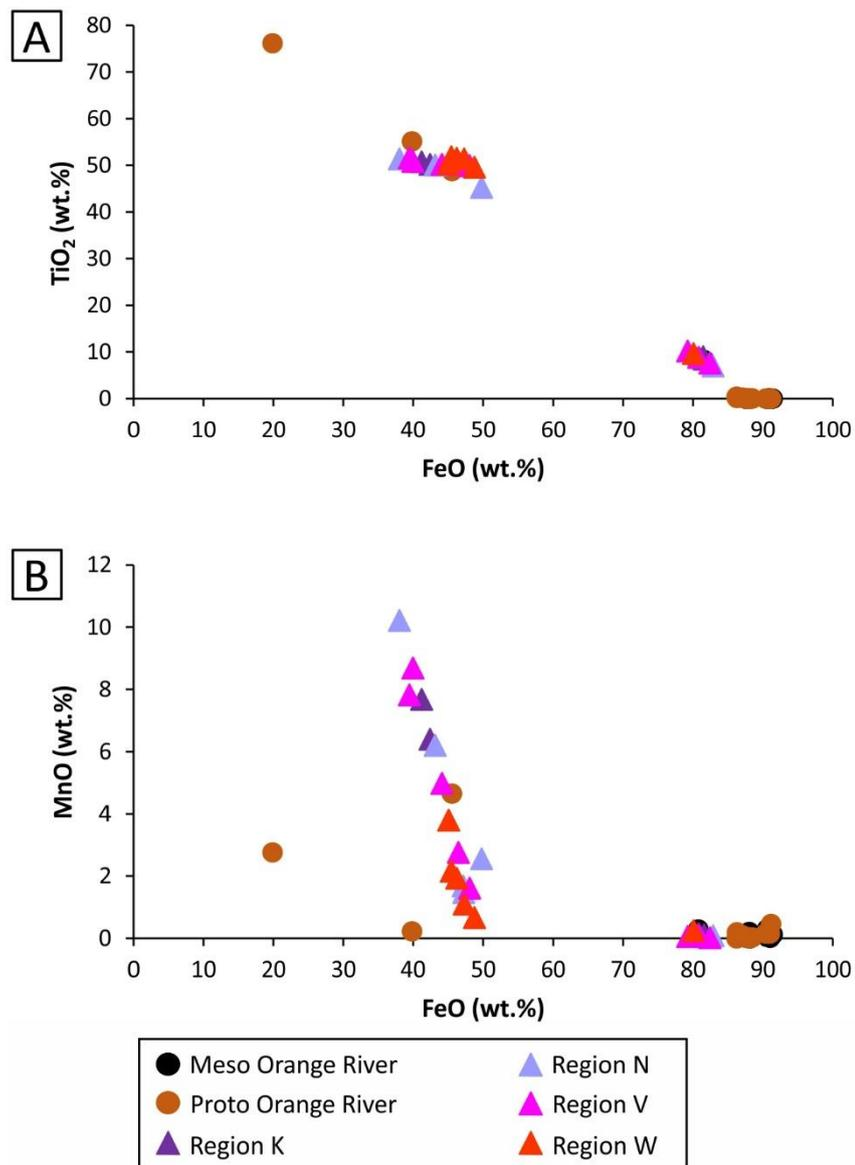 A
80
70
60
50
40
30
20
10
0
TiO₂ (wt.%)
0 10 20 30 40 50 60 70 80 90 100
FeO (wt.%)
B
12
10
8
6
4
2
0
MnO (wt.%)
0 10 20 30 40 50 60 70 80 90 100
FeO (wt.%)
Meso Orange River Region N
Proto Orange River Region V
Region K Region W